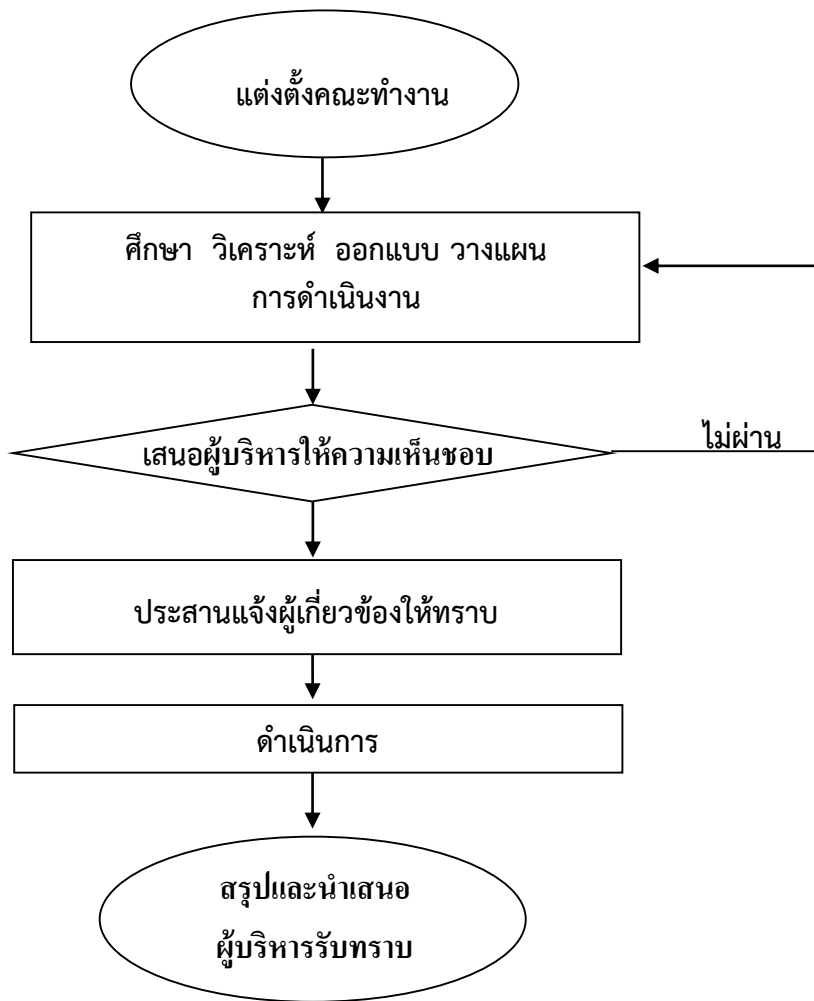 แต่งตั้งคณะทำงาน
ศึกษา วิเคราะห์ ออกแบบ วางแผน
การดำเนินงาน
เสนอผู้บริหารให้ความเห็นชอบ
ไม่ผ่าน
ประสานแจ้งผู้เกี่ยวข้องให้ทราบ
ดำเนินการ
สรุปและนำเสนอ
ผู้บริหารรับทราบ